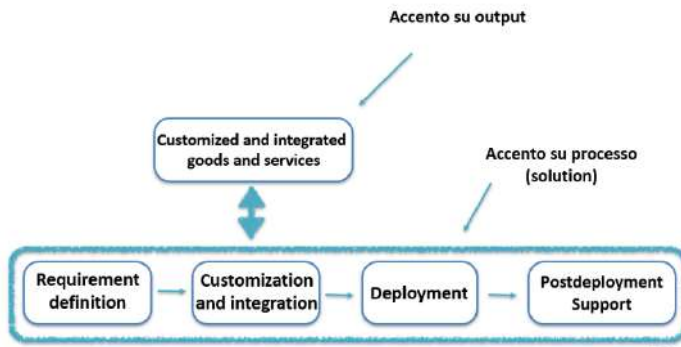 Accento su output
Customized and integrated
goods and services
Accento su processo
(solution)
Requirement
definition
Customization
and integration
Deployment
Postdeployment
Support